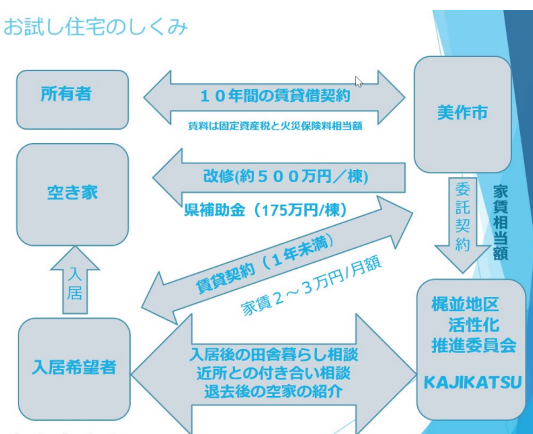 お試し住宅のしくみ
所有者
１０年間の賃貸借契約
賃料は固定資産税と火災保険料相当額
美作市
空き家
改修(約５００万円／棟)
県補助金（175万円/棟）
委託契約
家賃相当額
賃貸契約（１年未満）
家賃２～３万円/月額
入居
入居希望者
入居後の田舎暮らし相談
近所との付き合い相談
退去後の空家の紹介
梶並地区
活性化
推進委員会
KAJIKATSU